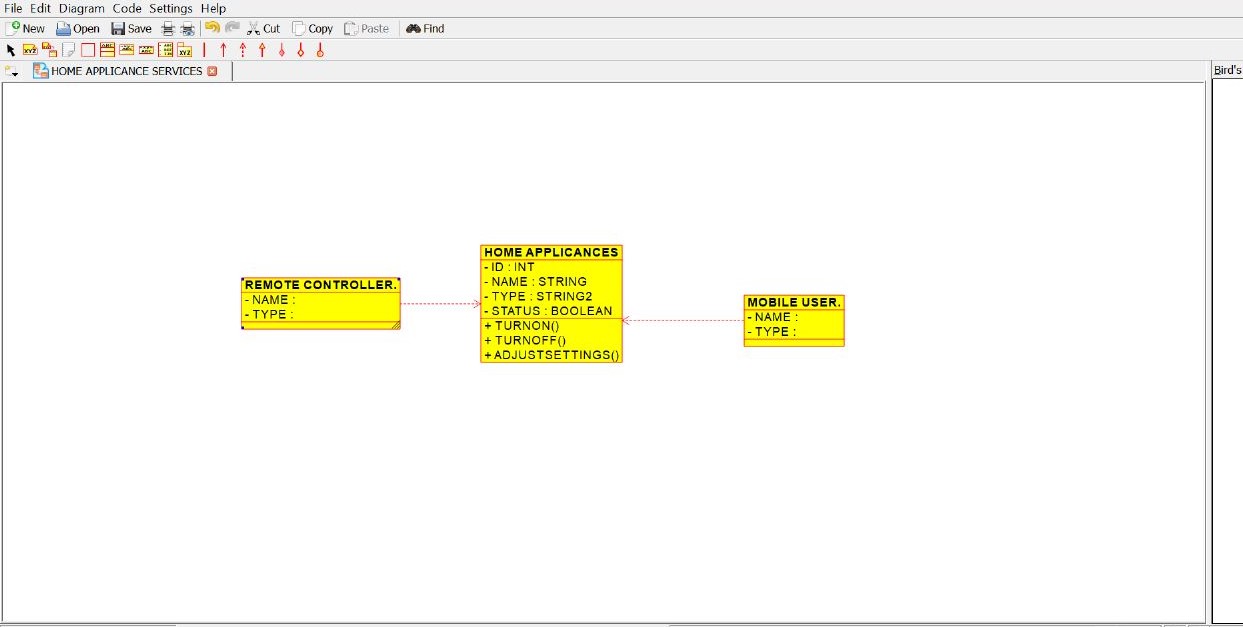 File Edit Diagram Code Settings Help
New Open Save Cut Copy Paste Find
HOME APPLICANCE SERVICES
Bird's
HOME APPLICANCES
- ID : INT
- NAME : STRING
- TYPE : STRING2
- STATUS : BOOLEAN
+ TURNON()
+ TURNOFF()
+ ADJUSTSETTINGS()
REMOTE CONTROLLER.
- NAME :
- TYPE :
MOBILE USER.
- NAME :
- TYPE :